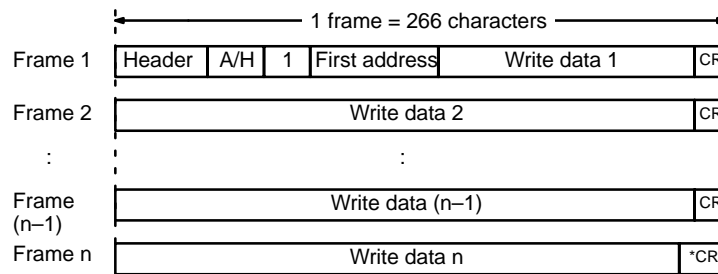 1 frame = 266 characters
Frame 1 Header A/H 1 First address Write data 1 CR
Frame 2 Write data 2 CR
: :
Frame (n–1) Write data (n–1) CR
Frame n Write data n *CR